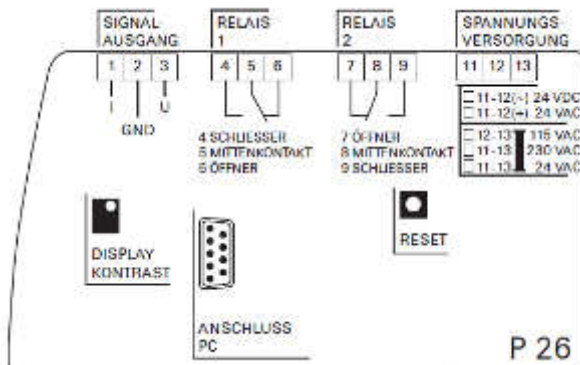 SIGNAL
AUSGANG
1 2 3
I
U
GND
RELAIS
1
4 5 6
4 SCHLIESSER
5 MITTENKONTAKT
6 ÖFFNER
RELAIS
2
7 8 9
7 ÖFFNER
8 MITTENKONTAKT
9 SCHLIESSER
SPANNUNGS-
VERSORGUNG
11 12 13
11-12(-) 24 VDC
11-12(+) 24 VAC
12-13 115 VAC
11-13 230 VAC
11-13 24 VAC
DISPLAY
KONTRAST
ANSCHLUSS
PC
RESET
P 26